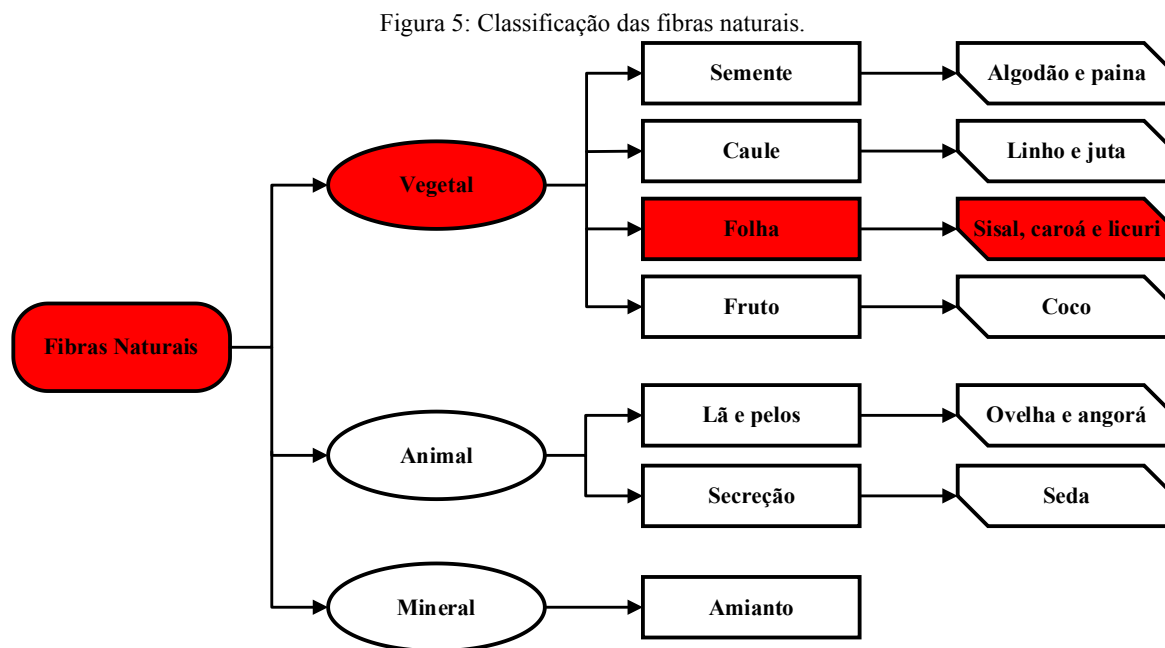 Figura 5: Classificação das fibras naturais.
Semente
Algodão e paina
Caule
Linho e juta
Vegetal
Folha
Sisal, caroá e licuri
Fruto
Coco
Fibras Naturais
Lã e pelos
Ovelha e angorá
Animal
Secreção
Seda
Mineral
Amianto